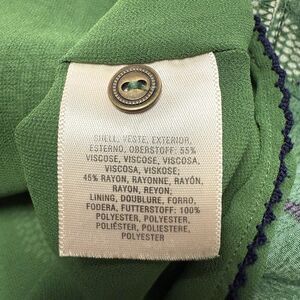 SHELL, VESTE, EXTERIOR,
ESTERNO, OBERSTOFF: 55%
VISCOSE, VISCOSE, VISCOSA,
VISCOSA, VISKOSE;
45% RAYON, RAYONNE, RAYÓN,
RAYON, REYON;
LINING, DOUBLURE, FORRO,
FODERA, FUTTERSTOFF: 100%
POLYESTER, POLYESTER,
POLIÉSTER, POLIESTERE,
POLYESTER